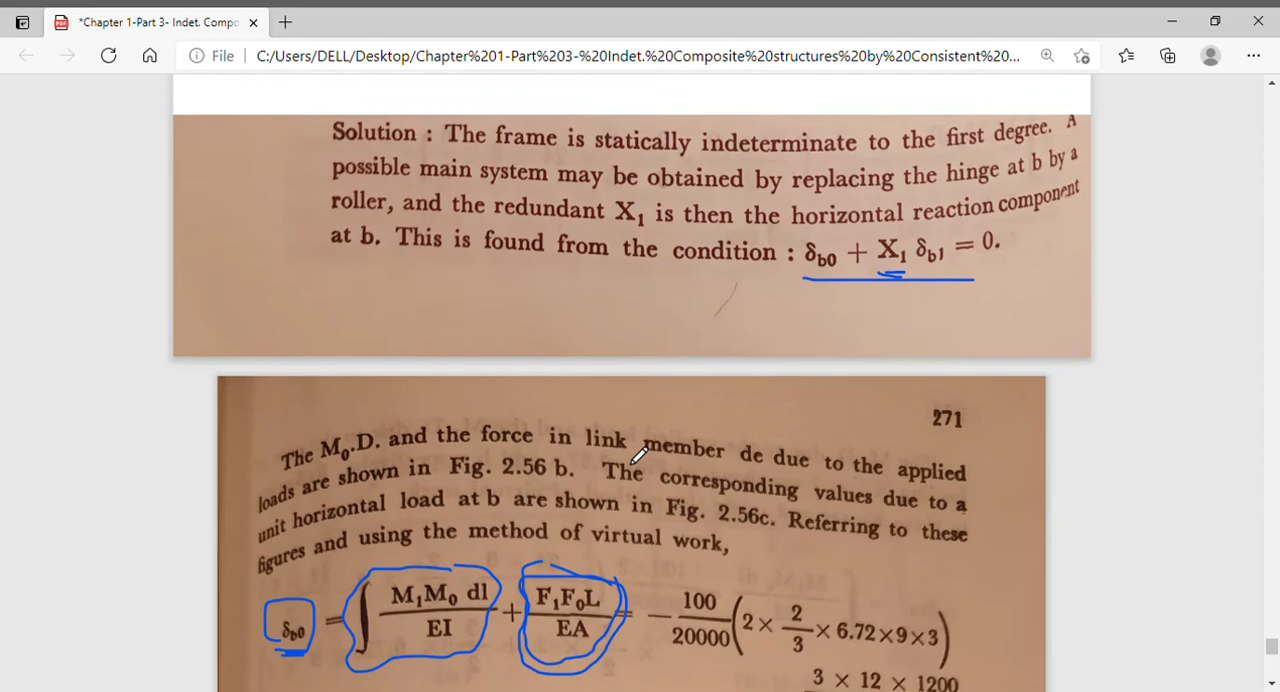 *Chapter 1-Part 3- Indet. Compo
File C:/Users/DELL/Desktop/Chapter%201-Part%203-%20Indet.%20Composite%20structures%20by%20Consistent%20...
Solution : The frame is statically indeterminate to the first degree. A
possible main system may be obtained by replacing the hinge at b by a
roller, and the redundant X₁ is then the horizontal reaction component
at b. This is found from the condition : δb0 + X₁ δb1 = 0.
271
The M₀.D. and the force in link member de due to the applied
loads are shown in Fig. 2.56 b. The corresponding values due to a
unit horizontal load at b are shown in Fig. 2.56c. Referring to these
figures and using the method of virtual work,
δb0 = ∫ M₁M₀ dl / EI + F₁F₀L / EA = − 100 / 20000 (2 × 2 / 3 × 6.72 × 9 × 3)
3 × 12 × 1200